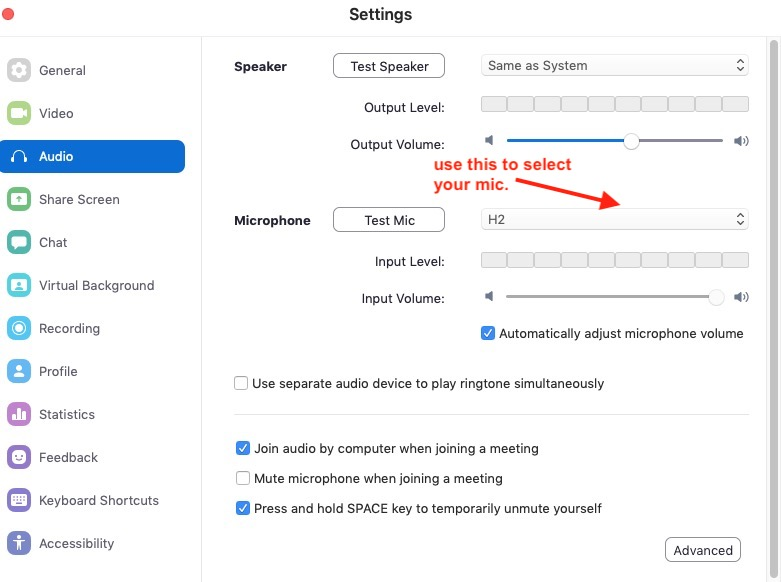 Settings
General
Video
Audio
Share Screen
Chat
Virtual Background
Recording
Profile
Statistics
Feedback
Keyboard Shortcuts
Accessibility
Speaker Test Speaker Same as System
Output Level:
Output Volume:
use this to select
your mic.
Microphone Test Mic H2
Input Level:
Input Volume:
Automatically adjust microphone volume
Use separate audio device to play ringtone simultaneously
Join audio by computer when joining a meeting
Mute microphone when joining a meeting
Press and hold SPACE key to temporarily unmute yourself
Advanced